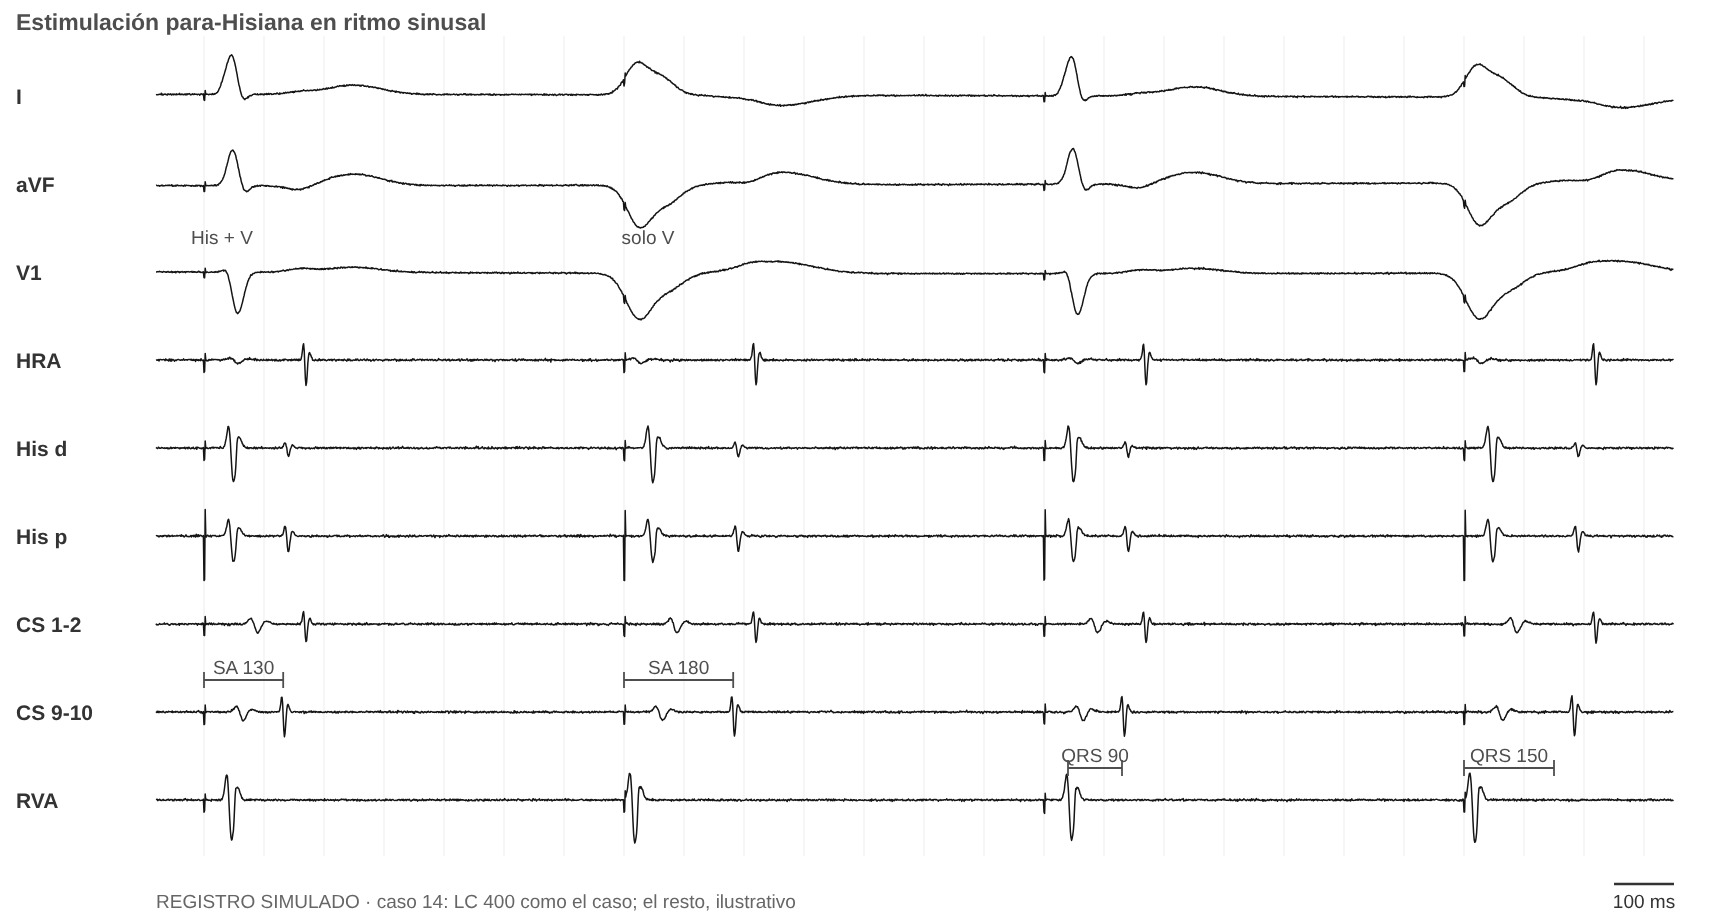 Estimulación para-Hisiana en ritmo sinusal
I
aVF
His + V
solo V
V1
HRA
His d
His p
CS 1-2
SA 130
SA 180
CS 9-10
QRS 90
QRS 150
RVA
REGISTRO SIMULADO · caso 14: LC 400 como el caso; el resto, ilustrativo
100 ms